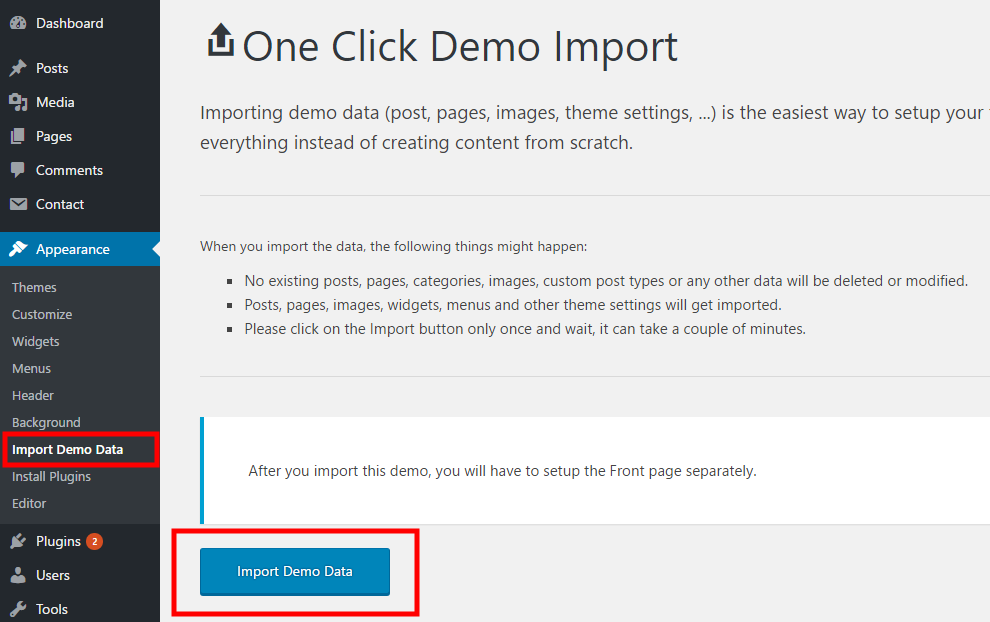 Dashboard
Posts
Media
Pages
Comments
Contact
Appearance
Themes
Customize
Widgets
Menus
Header
Background
Import Demo Data
Install Plugins
Editor
Plugins 2
Users
Tools
One Click Demo Import
Importing demo data (post, pages, images, theme settings, ...) is the easiest way to setup your
everything instead of creating content from scratch.
When you import the data, the following things might happen:
No existing posts, pages, categories, images, custom post types or any other data will be deleted or modified.
Posts, pages, images, widgets, menus and other theme settings will get imported.
Please click on the Import button only once and wait, it can take a couple of minutes.
After you import this demo, you will have to setup the Front page separately.
Import Demo Data